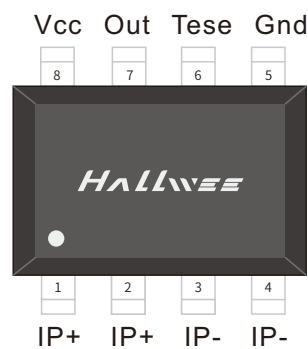 Vcc Out Tese Gnd
8 7 6 5
Hallwee
1 2 3 4
IP+ IP+ IP- IP-